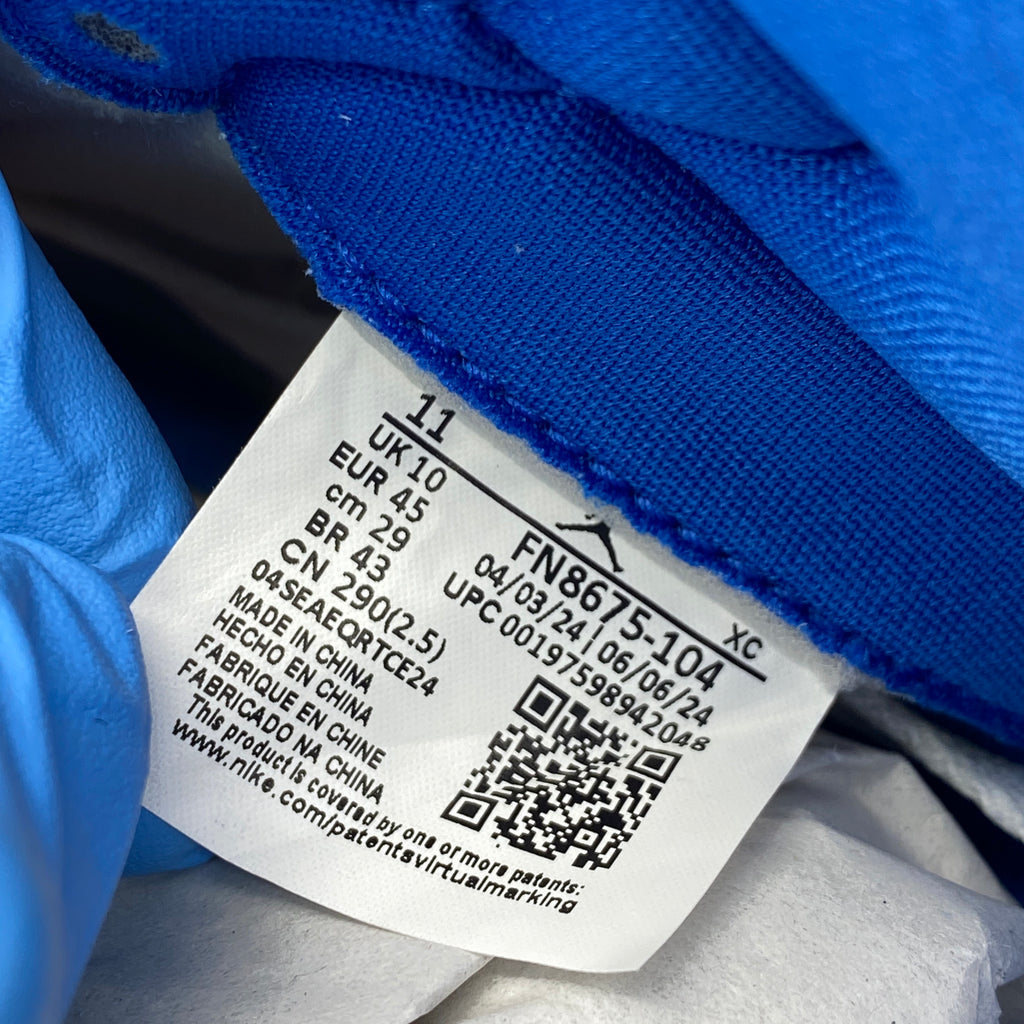 11
UK 10
EUR 45
cm 29
BR 43
CN 290(2.5)
04SEAEQRTCE24
MADE IN CHINA
HECHO EN CHINA
FABRIQUE EN CHINE
FABRICADO NA CHINA
This product is covered by one or more patents:
www.nike.com/patentsvirtualmarking
XC
FN8675-104
04/03/24 | 06/06/24
UPC 00197598942048